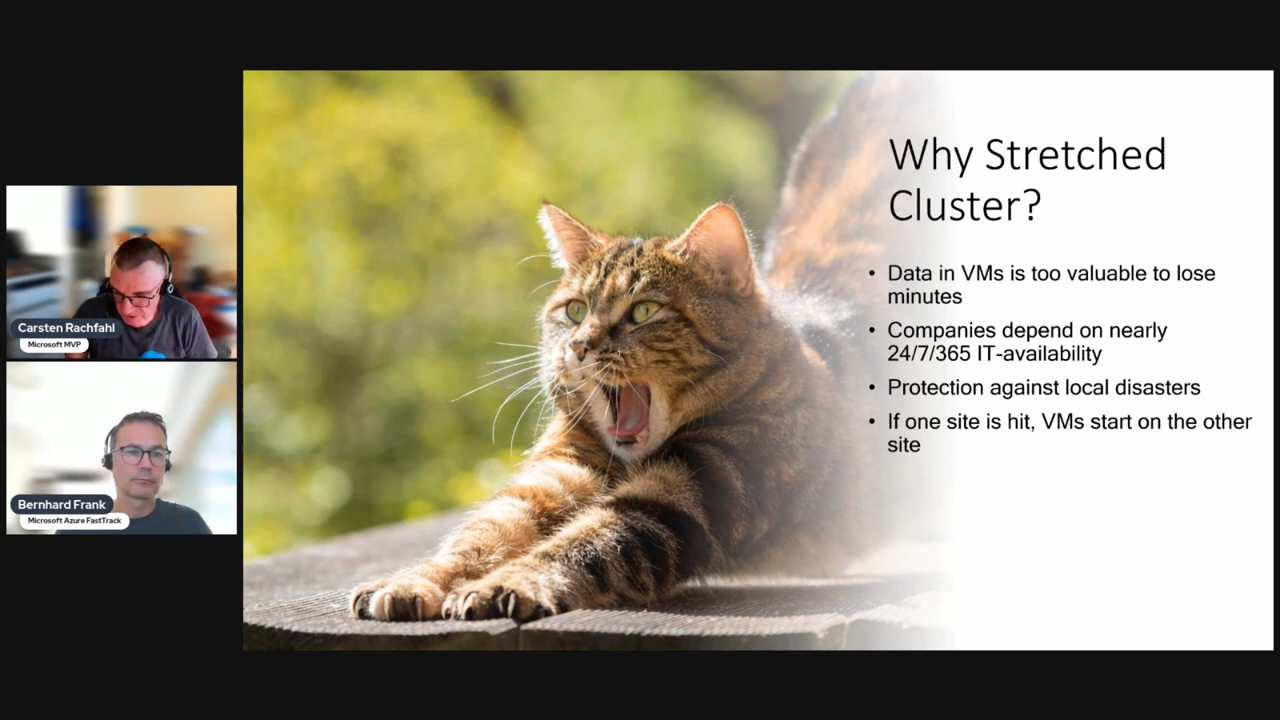 Carsten Rachfahl
Microsoft MVP
Bernhard Frank
Microsoft Azure FastTrack
Why Stretched
Cluster?
• Data in VMs is too valuable to lose
minutes
• Companies depend on nearly
24/7/365 IT-availability
• Protection against local disasters
• If one site is hit, VMs start on the other
site